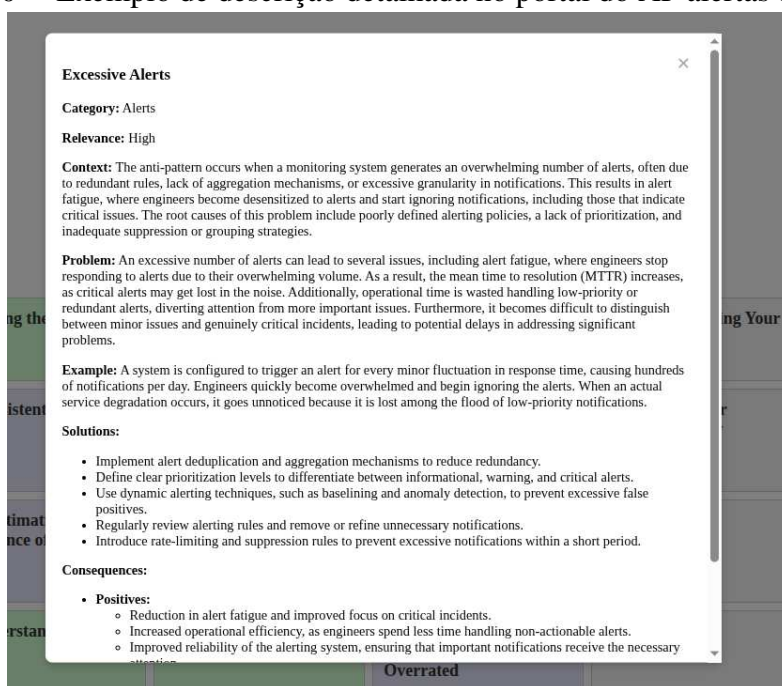 Exemplo de descrição detalhada no portal do AP alertas
×
Excessive Alerts
Category: Alerts
Relevance: High
Context: The anti-pattern occurs when a monitoring system generates an overwhelming number of alerts, often due
to redundant rules, lack of aggregation mechanisms, or excessive granularity in notifications. This results in alert
fatigue, where engineers become desensitized to alerts and start ignoring notifications, including those that indicate
critical issues. The root causes of this problem include poorly defined alerting policies, a lack of prioritization, and
inadequate suppression or grouping strategies.
Problem: An excessive number of alerts can lead to several issues, including alert fatigue, where engineers stop
responding to alerts due to their overwhelming volume. As a result, the mean time to resolution (MTTR) increases,
as critical alerts may get lost in the noise. Additionally, operational time is wasted handling low-priority or
redundant alerts, diverting attention from more important issues. Furthermore, it becomes difficult to distinguish
between minor issues and genuinely critical incidents, leading to potential delays in addressing significant
problems.
Example: A system is configured to trigger an alert for every minor fluctuation in response time, causing hundreds
of notifications per day. Engineers quickly become overwhelmed and begin ignoring the alerts. When an actual
service degradation occurs, it goes unnoticed because it is lost among the flood of low-priority notifications.
Solutions:
• Implement alert deduplication and aggregation mechanisms to reduce redundancy.
• Define clear prioritization levels to differentiate between informational, warning, and critical alerts.
• Use dynamic alerting techniques, such as baselining and anomaly detection, to prevent excessive false
positives.
• Regularly review alerting rules and remove or refine unnecessary notifications.
• Introduce rate-limiting and suppression rules to prevent excessive notifications within a short period.
Consequences:
• Positives:
◦ Reduction in alert fatigue and improved focus on critical incidents.
◦ Increased operational efficiency, as engineers spend less time handling non-actionable alerts.
◦ Improved reliability of the alerting system, ensuring that important notifications receive the necessary
Your
Overrated